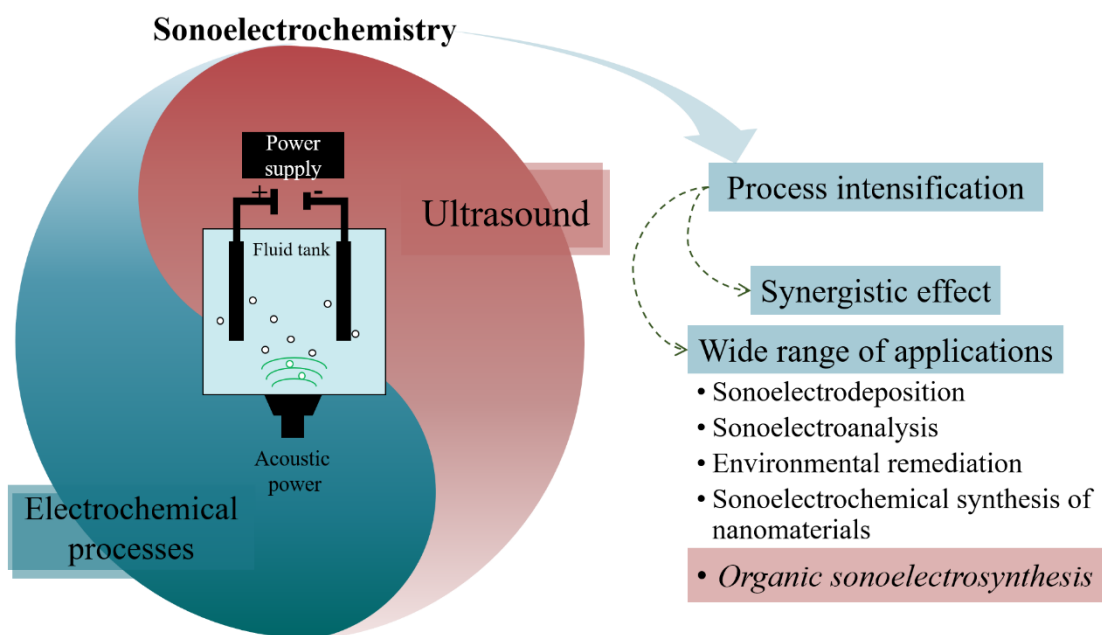 Sonoelectrochemistry
Power
supply
+
-
Fluid tank
Ultrasound
Acoustic
power
Electrochemical
processes
Process intensification
Synergistic effect
Wide range of applications
• Sonoelectrodeposition
• Sonoelectroanalysis
• Environmental remediation
• Sonoelectrochemical synthesis of
nanomaterials
• Organic sonoelectrosynthesis